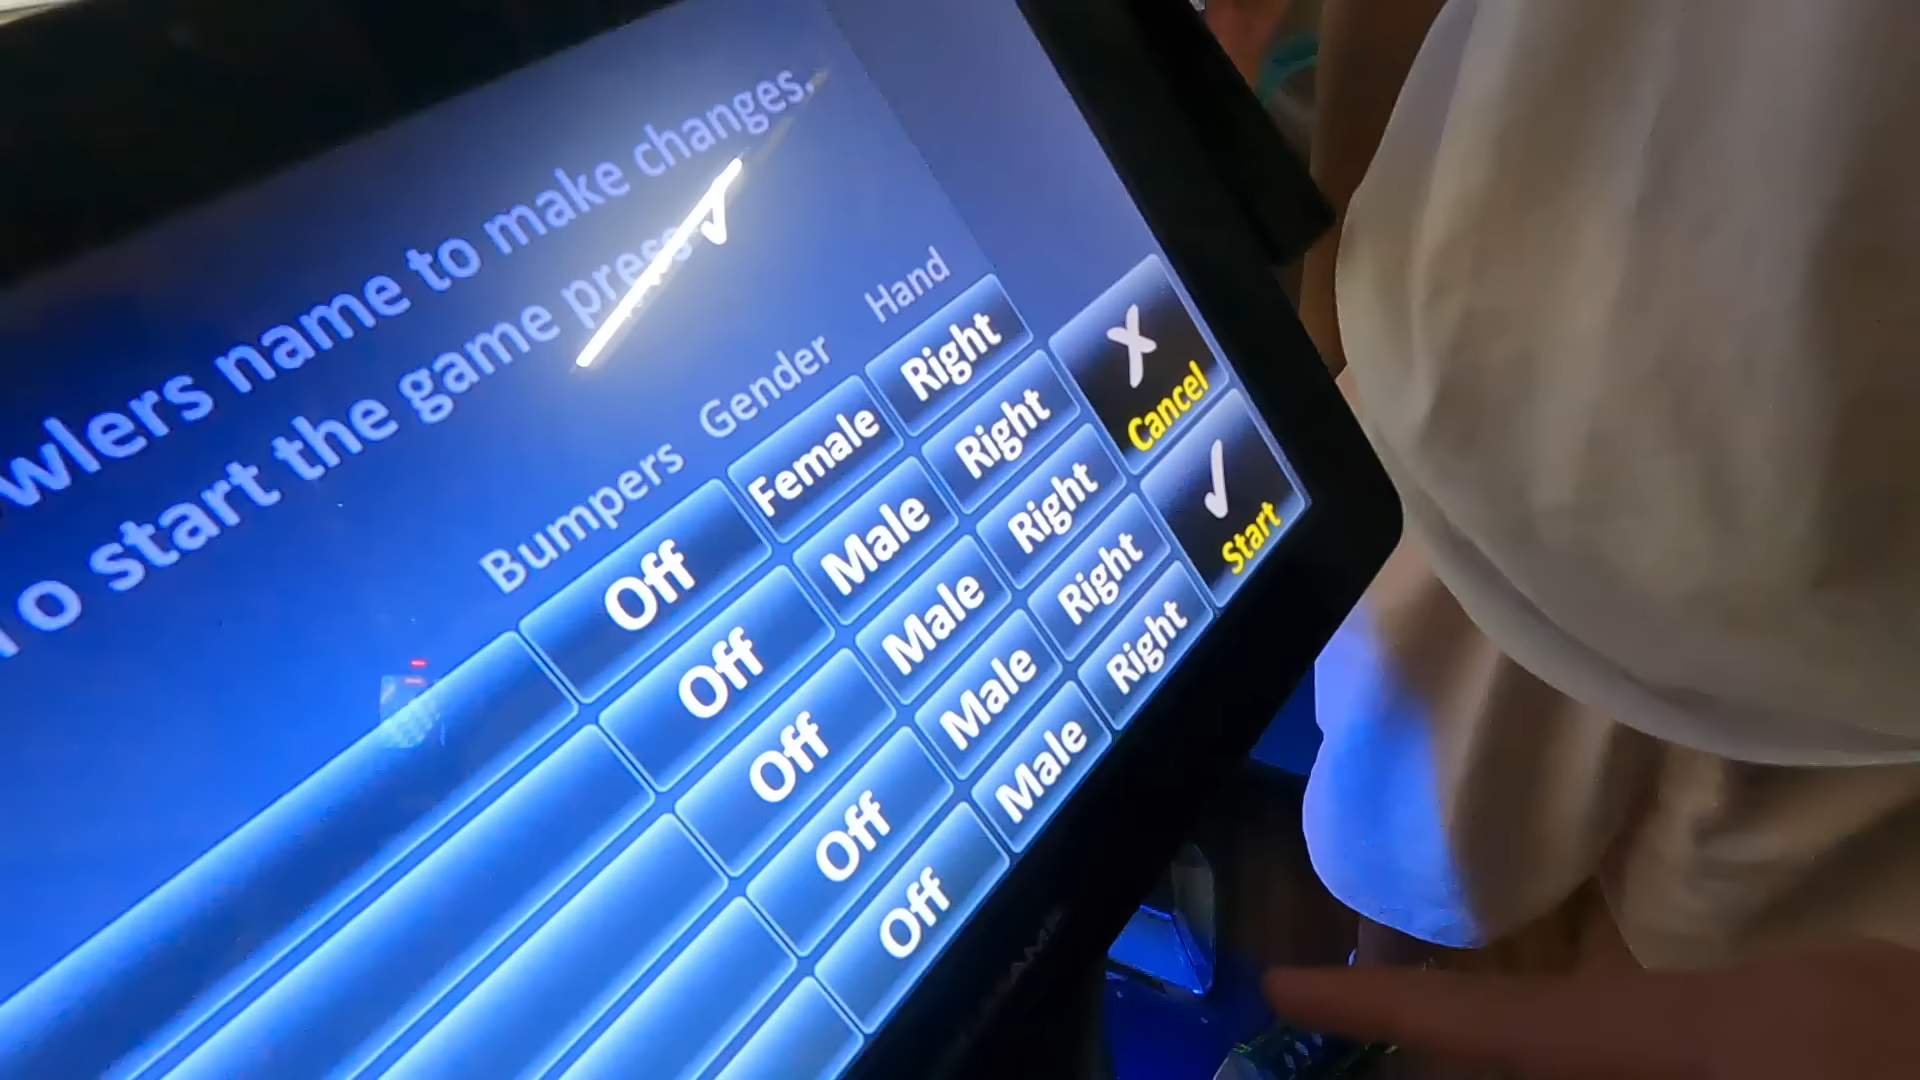 wlers name to make changes.
To start the game press ✓
Bumpers Gender Hand
Off Female Right
Off Male Right
Off Male Right
Off Male Right
Off Male Right
Cancel
Start